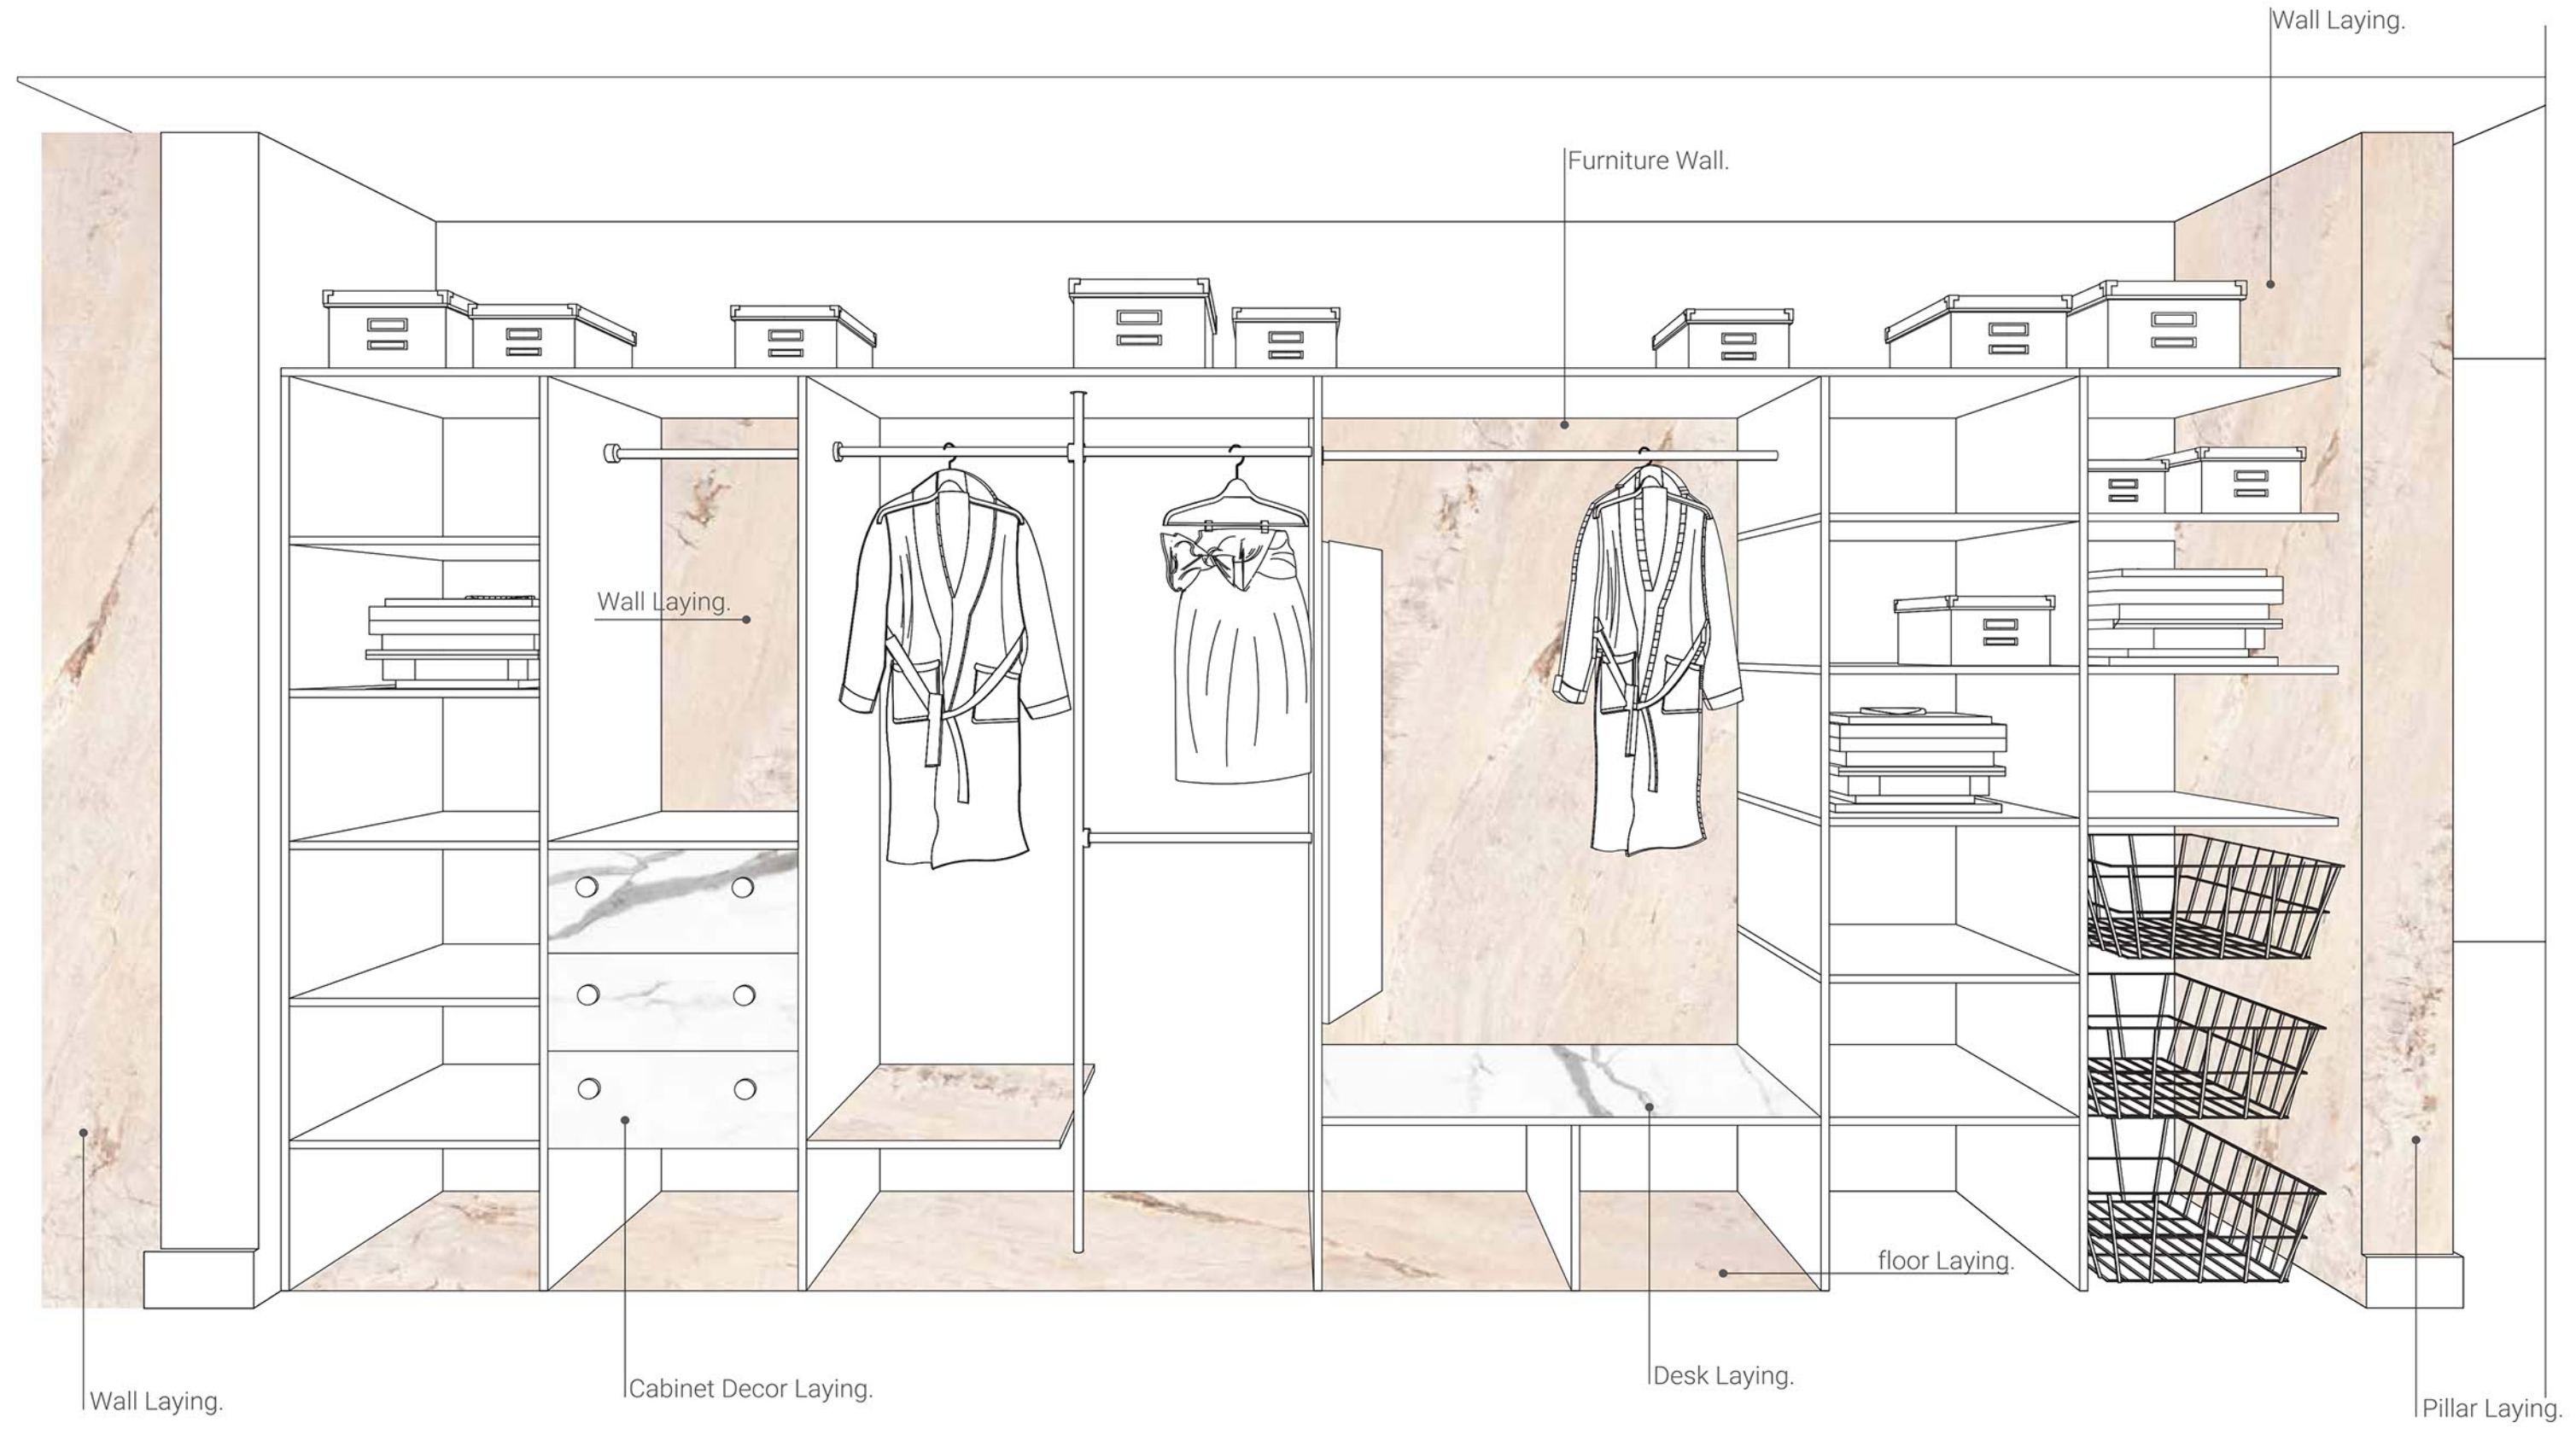 Wall Laying.
Furniture Wall.
Wall Laying.
floor Laying.
Desk Laying.
Cabinet Decor Laying.
Wall Laying.
Pillar Laying.